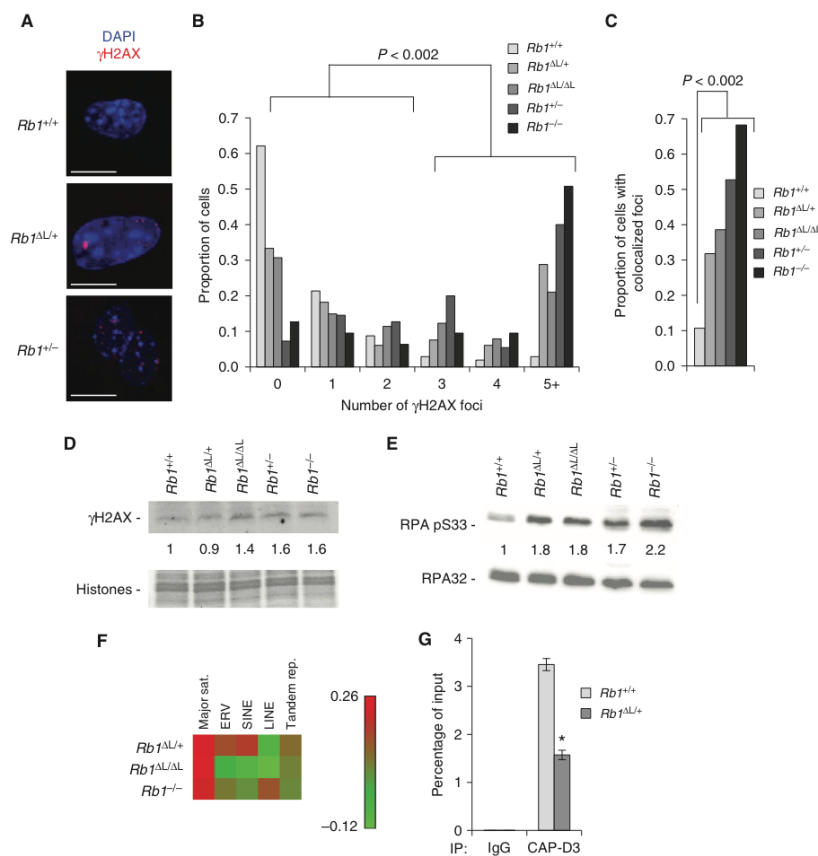 A
DAPI
γH2AX
Rb1+/+
Rb1ΔL/+
Rb1+/−
B
P < 0.002
Rb1+/+
Rb1ΔL/+
Rb1ΔL/ΔL
Rb1+/−
Rb1−/−
Proportion of cells
0.7
0.6
0.5
0.4
0.3
0.2
0.1
0.0
0 1 2 3 4 5+
Number of γH2AX foci
C
P < 0.002
Proportion of cells with
colocalized foci
0.7
0.6
0.5
0.4
0.3
0.2
0.1
0.0
Rb1+/+
Rb1ΔL/+
Rb1ΔL/ΔL
Rb1+/−
Rb1−/−
D
Rb1+/+ Rb1ΔL/+ Rb1ΔL/ΔL Rb1+/− Rb1−/−
γH2AX -
1 0.9 1.4 1.6 1.6
Histones -
E
Rb1+/+ Rb1ΔL/+ Rb1ΔL/ΔL Rb1+/− Rb1−/−
RPA pS33 -
1 1.8 1.8 1.7 2.2
RPA32 -
F
Major sat. ERV SINE LINE Tandem rep.
Rb1ΔL/+
Rb1ΔL/ΔL
Rb1−/−
0.26
−0.12
G
Percentage of input
4
3
2
1
0
*
Rb1+/+
Rb1ΔL/+
IP: IgG CAP-D3